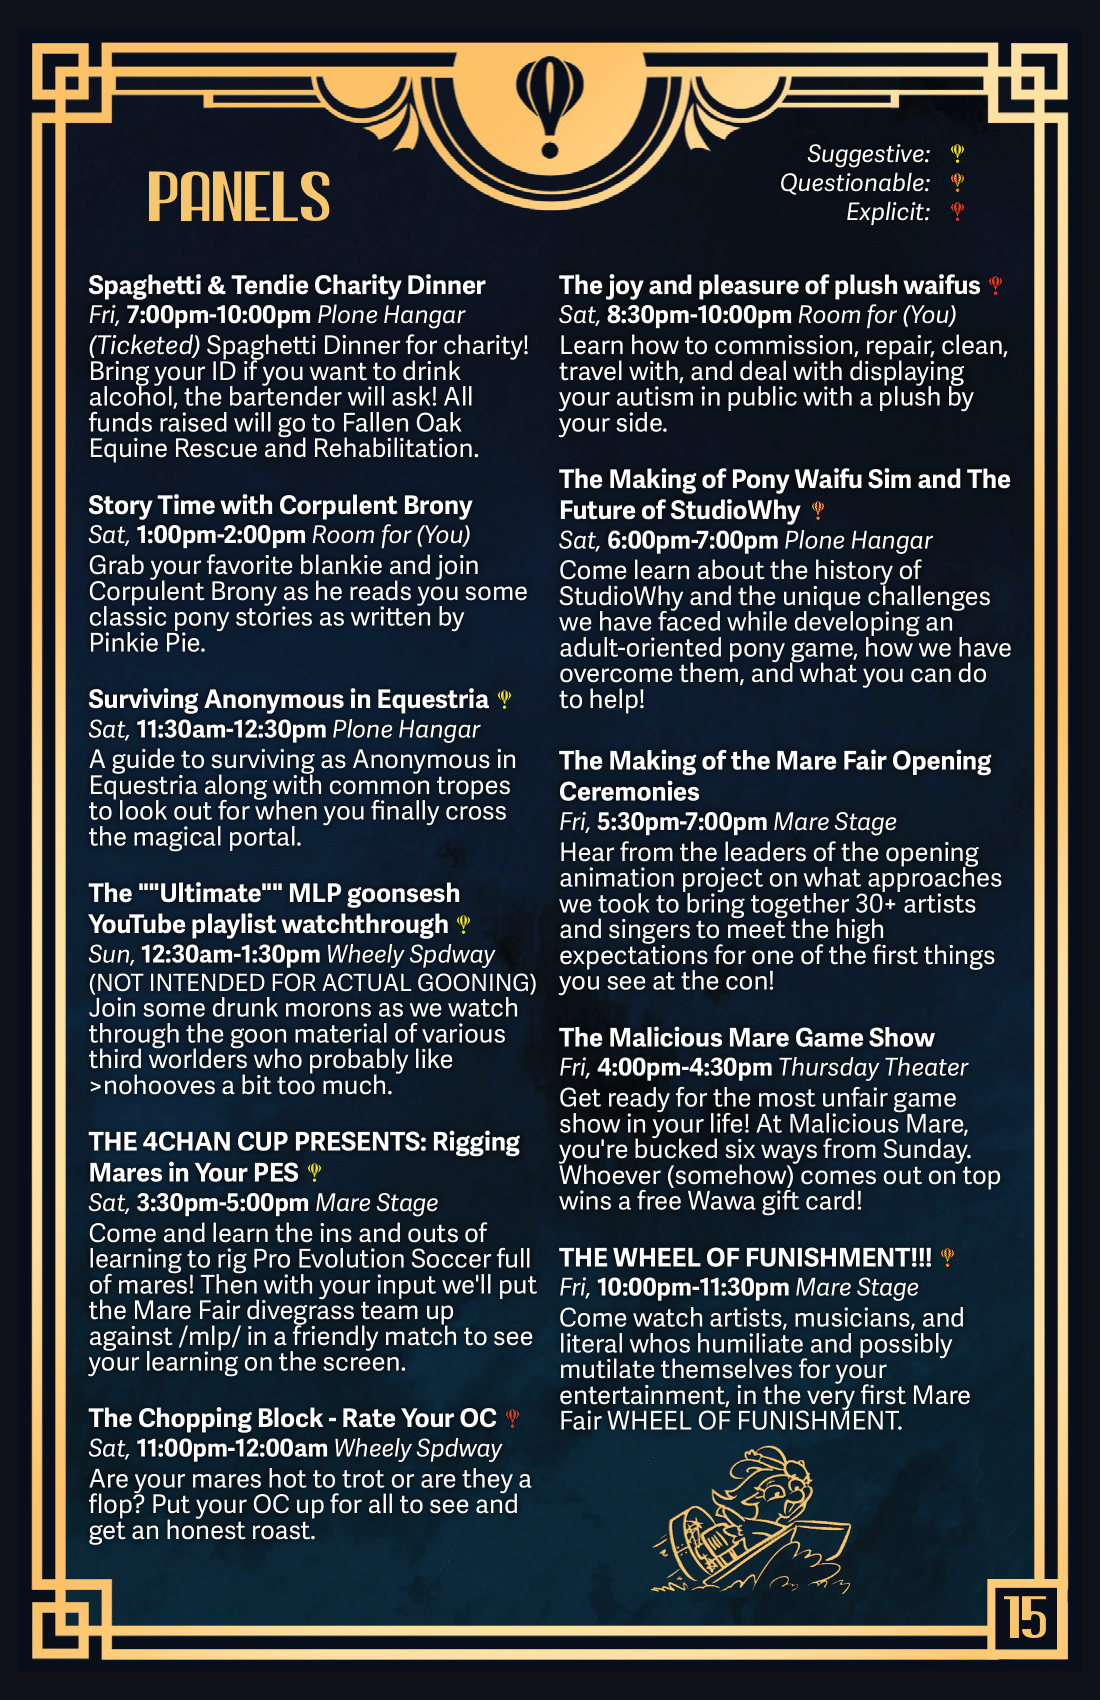 PANELS
Suggestive:
Questionable:
Explicit:
Spaghetti & Tendie Charity Dinner
Fri, 7:00pm-10:00pm Plone Hangar
(Ticketed) Spaghetti Dinner for charity!
Bring your ID if you want to drink
alcohol, the bartender will ask! All
funds raised will go to Fallen Oak
Equine Rescue and Rehabilitation.
Story Time with Corpulent Brony
Sat, 1:00pm-2:00pm Room for (You)
Grab your favorite blankie and join
Corpulent Brony as he reads you some
classic pony stories as written by
Pinkie Pie.
Surviving Anonymous in Equestria
Sat, 11:30am-12:30pm Plone Hangar
A guide to surviving as Anonymous in
Equestria along with common tropes
to look out for when you finally cross
the magical portal.
The ""Ultimate"" MLP goonsesh
YouTube playlist watchthrough
Sun, 12:30am-1:30pm Wheely Spdway
(NOT INTENDED FOR ACTUAL GOONING)
Join some drunk morons as we watch
through the goon material of various
third worlders who probably like
>nohooves a bit too much.
THE 4CHAN CUP PRESENTS: Rigging
Mares in Your PES
Sat, 3:30pm-5:00pm Mare Stage
Come and learn the ins and outs of
learning to rig Pro Evolution Soccer full
of mares! Then with your input we'll put
the Mare Fair divegrass team up
against /mlp/ in a friendly match to see
your learning on the screen.
The Chopping Block - Rate Your OC
Sat, 11:00pm-12:00am Wheely Spdway
Are your mares hot to trot or are they a
flop? Put your OC up for all to see and
get an honest roast.
The joy and pleasure of plush waifus
Sat, 8:30pm-10:00pm Room for (You)
Learn how to commission, repair, clean,
travel with, and deal with displaying
your autism in public with a plush by
your side.
The Making of Pony Waifu Sim and The
Future of StudioWhy
Sat, 6:00pm-7:00pm Plone Hangar
Come learn about the history of
StudioWhy and the unique challenges
we have faced while developing an
adult-oriented pony game, how we have
overcome them, and what you can do
to help!
The Making of the Mare Fair Opening
Ceremonies
Fri, 5:30pm-7:00pm Mare Stage
Hear from the leaders of the opening
animation project on what approaches
we took to bring together 30+ artists
and singers to meet the high
expectations for one of the first things
you see at the con!
The Malicious Mare Game Show
Fri, 4:00pm-4:30pm Thursday Theater
Get ready for the most unfair game
show in your life! At Malicious Mare,
you're bucked six ways from Sunday.
Whoever (somehow) comes out on top
wins a free Wawa gift card!
THE WHEEL OF FUNISHMENT!!!
Fri, 10:00pm-11:30pm Mare Stage
Come watch artists, musicians, and
literal whos humiliate and possibly
mutilate themselves for your
entertainment, in the very first Mare
Fair WHEEL OF FUNISHMENT.
15